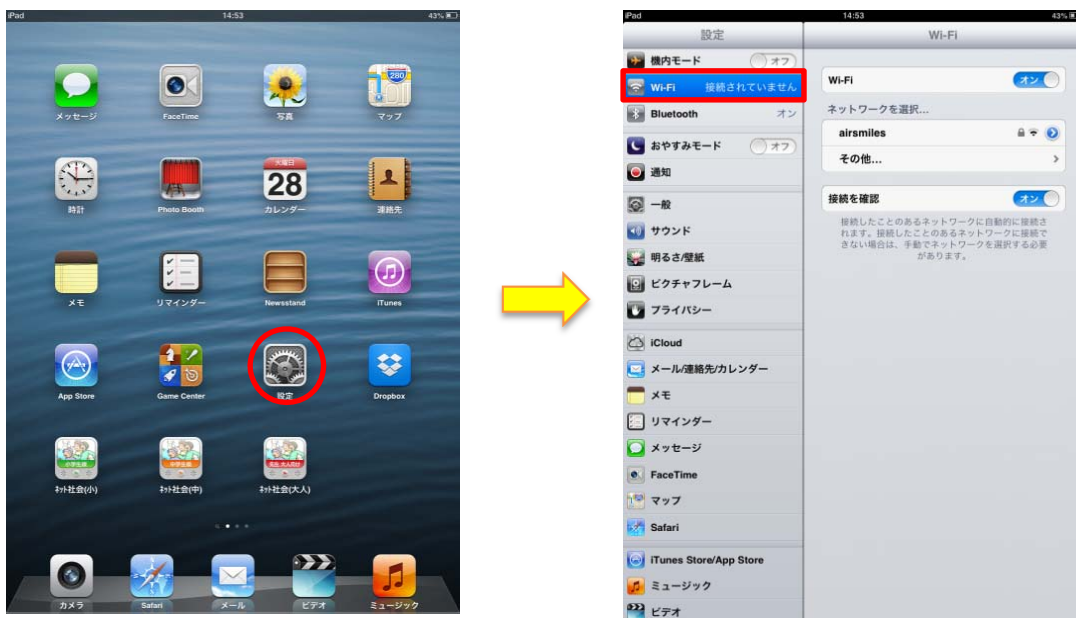 iPad 14:53 43%
280
メッセージ FaceTime 写真 マップ
火曜日
28
時計 Photo Booth カレンダー 連絡先
メモ リマインダー Newsstand iTunes
App Store Game Center 設定 Dropbox
小学生版 中学生版
ネット社会(小) ネット社会(中) ネット社会(大人)
カメラ Safari メール ビデオ ミュージック
iPad 14:53 43%
設定
機内モード オフ
Wi-Fi 接続されていません
Bluetooth オン
おやすみモード オフ
通知
一般
サウンド
明るさ/壁紙
ピクチャフレーム
プライバシー
iCloud
メール/連絡先/カレンダー
メモ
リマインダー
メッセージ
FaceTime
マップ
Safari
iTunes Store/App Store
ミュージック
ビデオ
Wi-Fi
Wi-Fi オン
ネットワークを選択...
airsmiles
その他...
接続を確認 オン
接続したことのあるネットワークに自動的に接続さ
れます。接続したことのあるネットワークに接続で
きない場合は、手動でネットワークを選択する必要
があります。